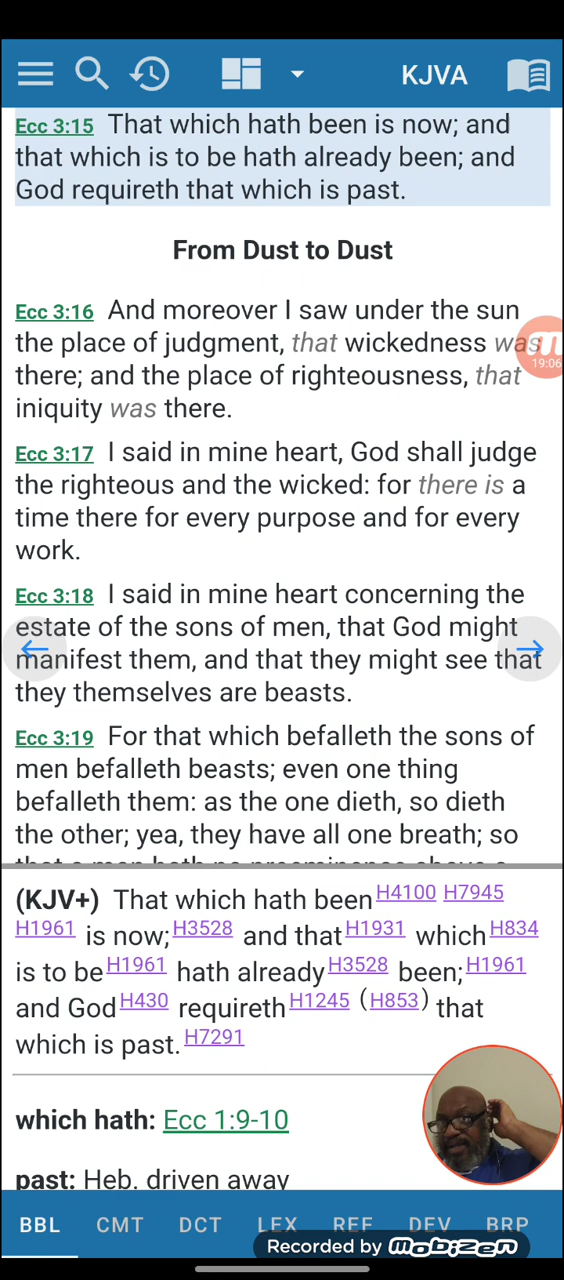 KJVA
Ecc 3:15 That which hath been is now; and
that which is to be hath already been; and
God requireth that which is past.
From Dust to Dust
Ecc 3:16 And moreover I saw under the sun
the place of judgment, that wickedness was
there; and the place of righteousness, that
iniquity was there.
19:06
Ecc 3:17 I said in mine heart, God shall judge
the righteous and the wicked: for there is a
time there for every purpose and for every
work.
Ecc 3:18 I said in mine heart concerning the
estate of the sons of men, that God might
manifest them, and that they might see that
they themselves are beasts.
Ecc 3:19 For that which befalleth the sons of
men befalleth beasts; even one thing
befalleth them: as the one dieth, so dieth
the other; yea, they have all one breath; so
that a man hath no preeminence above a
(KJV+) That which hath been H4100 H7945
H1961 is now; H3528 and that H1931 which H834
is to be H1961 hath already H3528 been; H1961
and God H430 requireth H1245 (H853) that
which is past. H7291
which hath: Ecc 1:9-10
past: Heb. driven away
BBL CMT DCT LEX REF DEV BRP
Recorded by mobizen